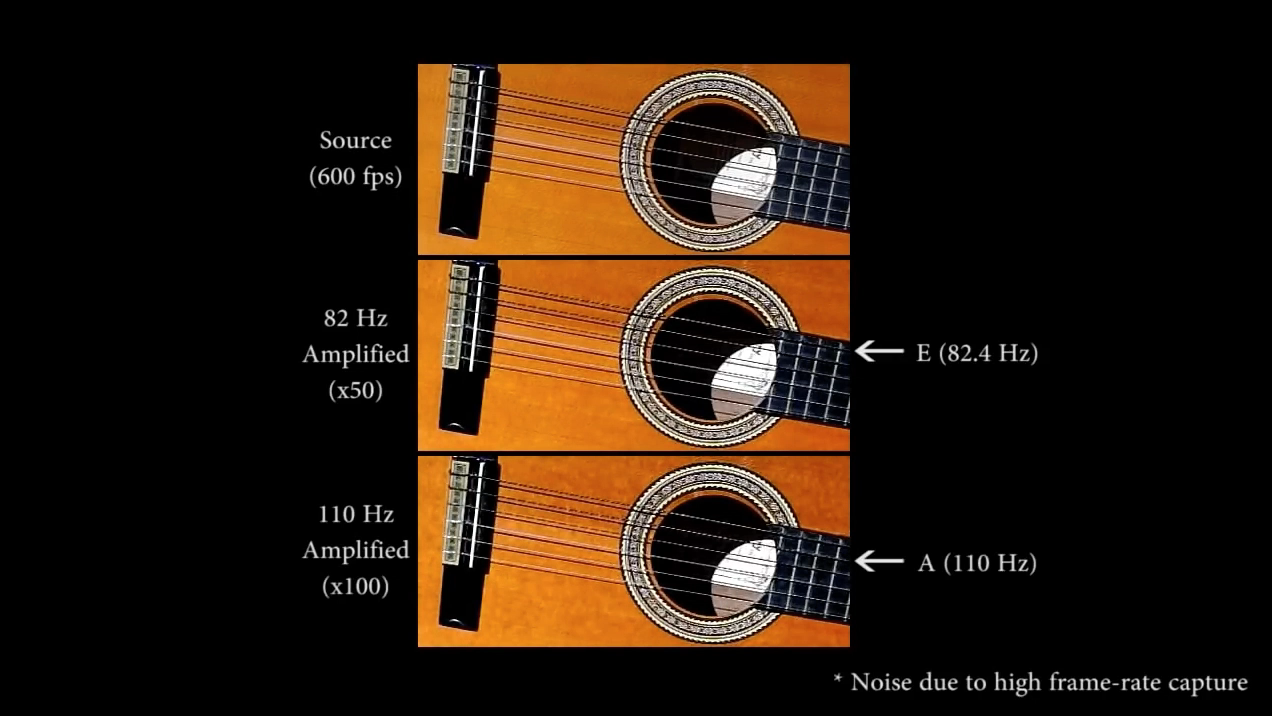 Source
(600 fps)
82 Hz
Amplified
(x50)
E (82.4 Hz)
110 Hz
Amplified
(x100)
A (110 Hz)
* Noise due to high frame-rate capture